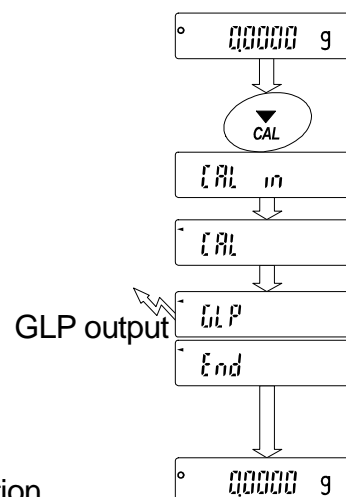 0.0000 g
CAL
CAL in
CAL
GLP output GLP
End
tion
0.0000 g